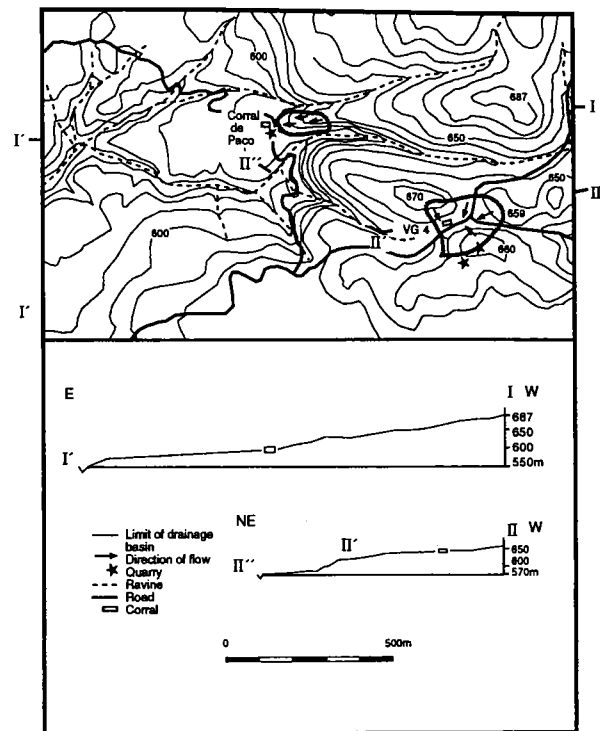 600
687
I
Corral
de
Paco
I´
650
II´´
650
II
670
659
VG 4
II
600
660
I´
E
I W
687
650
600
I´
550m
NE
II W
II´
650
600
II´´
570m
Limit of drainage
basin
Direction of flow
Quarry
Ravine
Road
Corral
0
500m